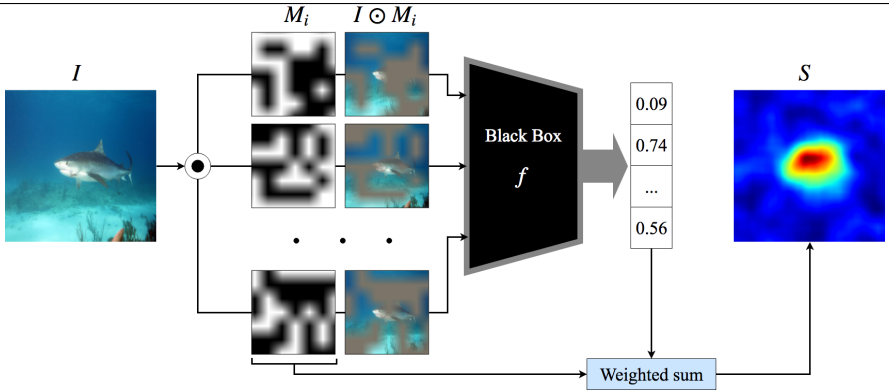 I
M_i
I ⊙ M_i
Black Box
f
0.09
0.74
...
0.56
S
Weighted sum